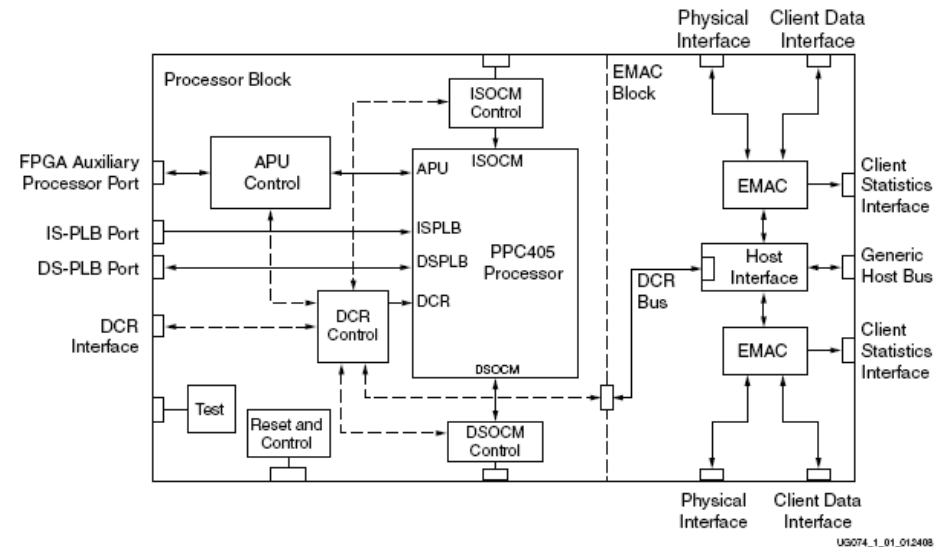 Physical
Interface
Client Data
Interface
Processor Block
EMAC
Block
ISOCM
Control
FPGA Auxiliary
Processor Port
APU
Control
APU
ISOCM
EMAC
Client
Statistics
Interface
IS-PLB Port
ISPLB
PPC405
Processor
DS-PLB Port
DSPLB
Host
Interface
Generic
Host Bus
DCR
Bus
DCR
Interface
DCR
Control
DCR
EMAC
Client
Statistics
Interface
DSOCM
Test
Reset and
Control
DSOCM
Control
Physical
Interface
Client Data
Interface
UG074_1_01_012408